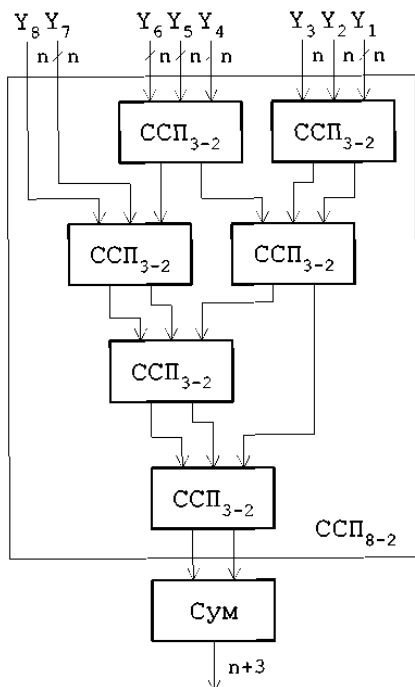 Y₈ Y₇ Y₆ Y₅ Y₄ Y₃ Y₂ Y₁
n n n n n n n n
ССП₃₋₂ ССП₃₋₂
ССП₃₋₂ ССП₃₋₂
ССП₃₋₂
ССП₃₋₂
ССП₈₋₂
Сум
n+3